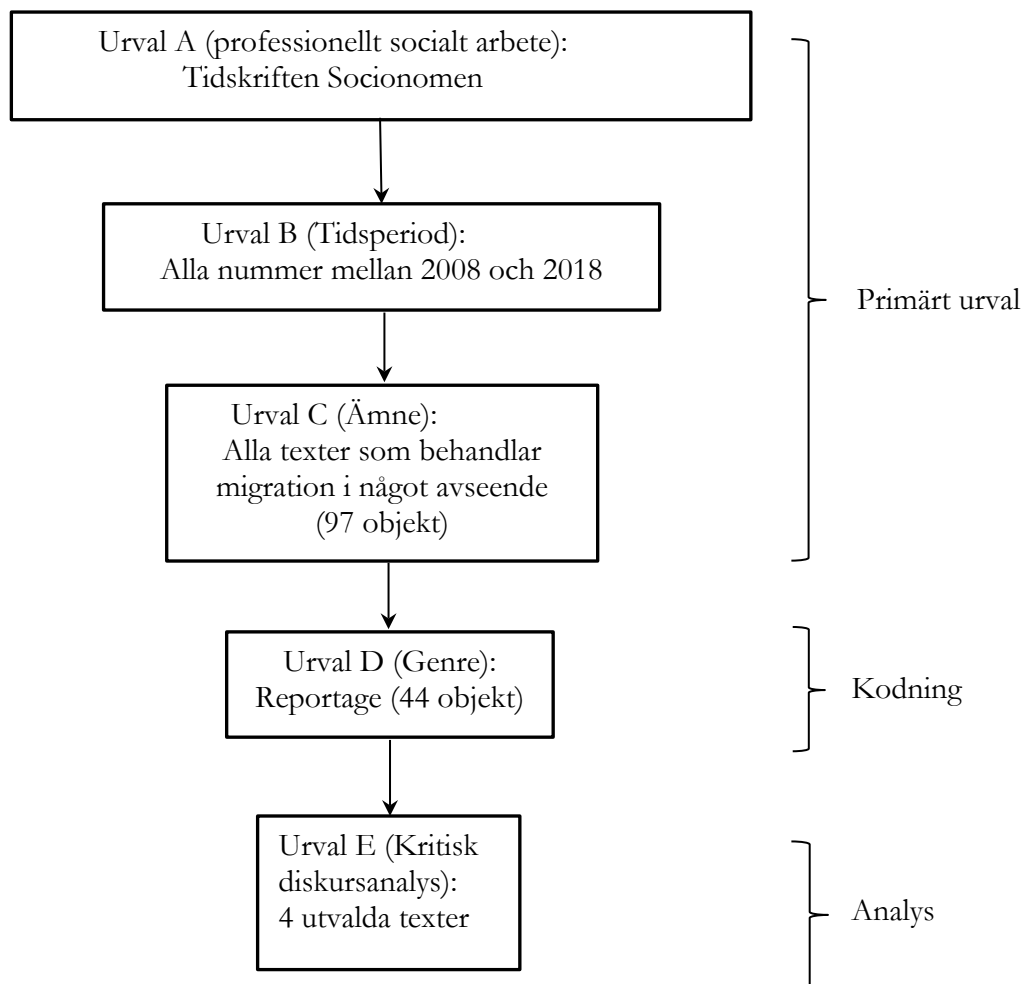 Urval A (professionellt socialt arbete):
Tidskriften Socionomen
Urval B (Tidsperiod):
Alla nummer mellan 2008 och 2018
Primärt urval
Urval C (Ämne):
Alla texter som behandlar
migration i något avseende
(97 objekt)
Urval D (Genre):
Reportage (44 objekt)
Kodning
Urval E (Kritisk
diskursanalys):
4 utvalda texter
Analys